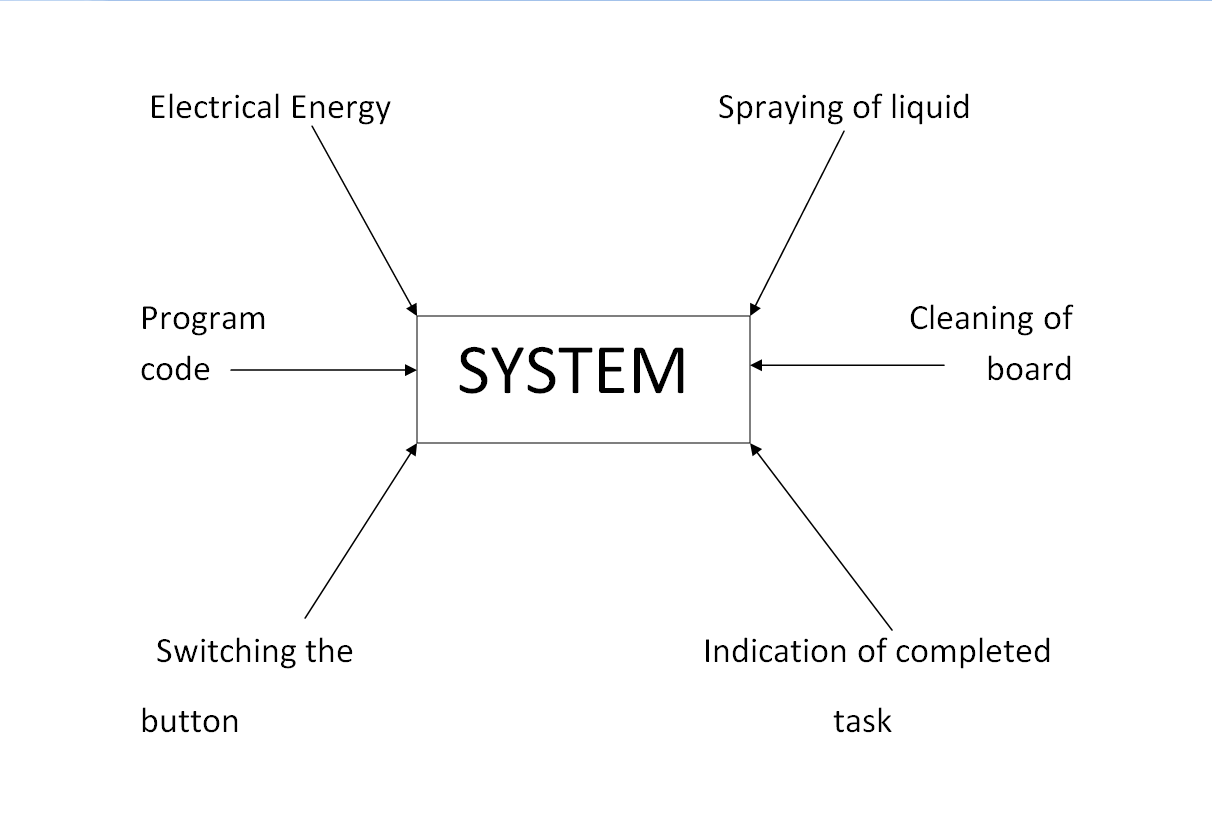 Electrical Energy
Spraying of liquid
Program
code
SYSTEM
Cleaning of
board
Switching the
button
Indication of completed
task